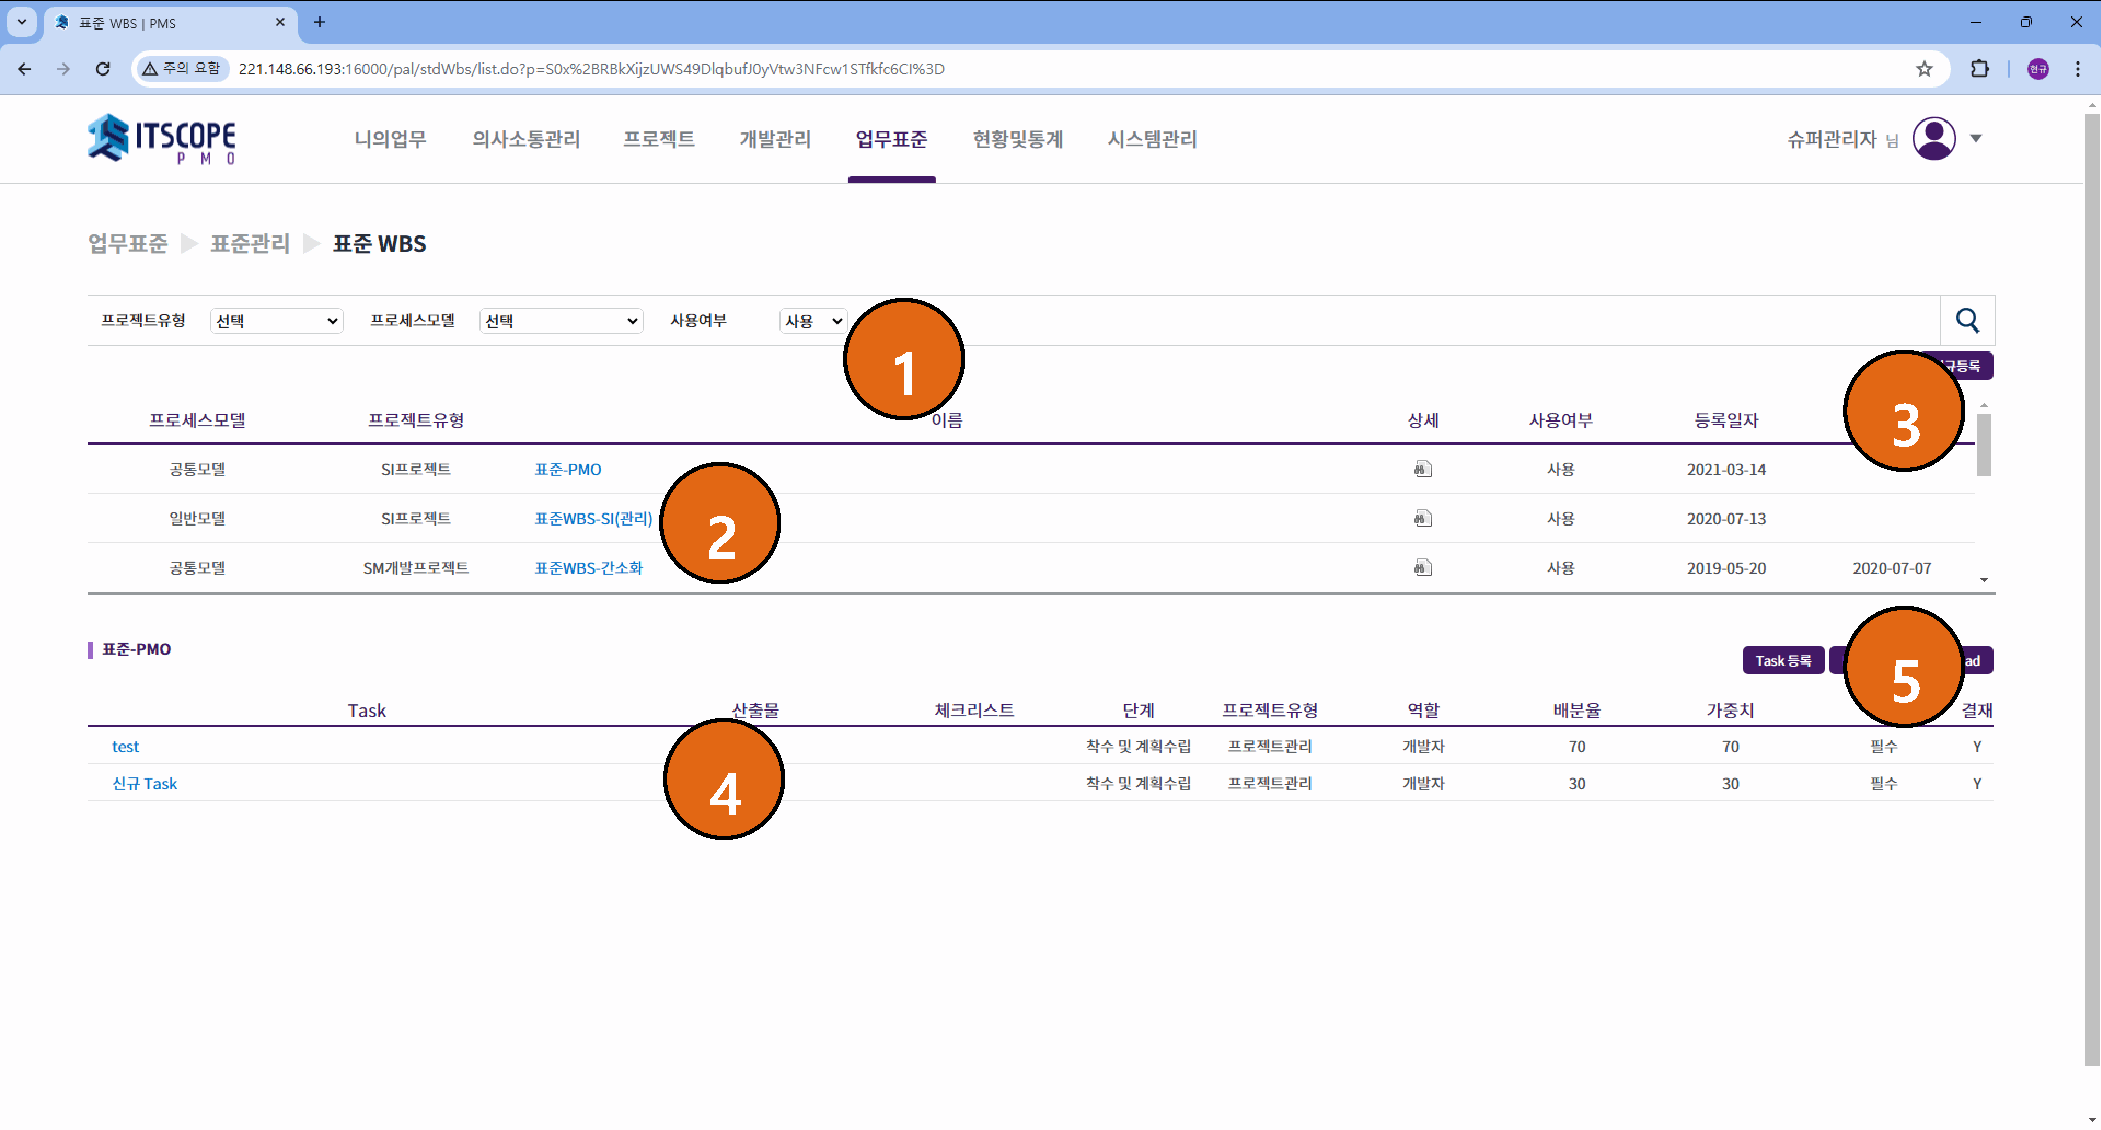 표준 WBS || PMS
주의 요함 221.148.66.193:16000/pal/stdWbs/list.do?p=S0x%2BRBkXijzUWS49DlqbufJ0yVtw3NFcw1STfkfc6CI%3D
현규
ITSCOPE
PMO
니의업무 의사소통관리 프로젝트 개발관리 업무표준 현황및통계 시스템관리 슈퍼관리자 님
업무표준 표준관리 표준 WBS
프로젝트유형 선택 프로세스모델 선택 사용여부 사용
1
규등록
3
프로세스모델 프로젝트유형 이름 상세 사용여부 등록일자
공통모델 SI프로젝트 표준-PMO 사용 2021-03-14
일반모델 SI프로젝트 표준WBS-SI(관리) 사용 2020-07-13
2
공통모델 SM개발프로젝트 표준WBS-간소화 사용 2019-05-20 2020-07-07
표준-PMO
Task 등록 ad
5
Task 산출물 체크리스트 단계 프로젝트유형 역할 배분율 가중치 결재
test 착수 및 계획수립 프로젝트관리 개발자 70 70 필수 Y
신규 Task 착수 및 계획수립 프로젝트관리 개발자 30 30 필수 Y
4